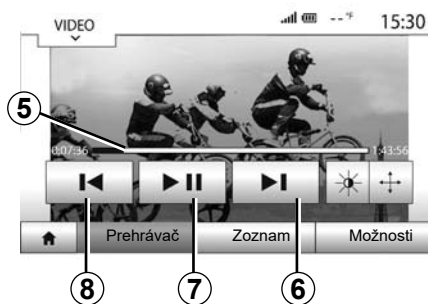 VIDEO
--°F 15:30
5
0:07:36 1:43:56
Prehrávač Zoznam Možnosti
8 7 6